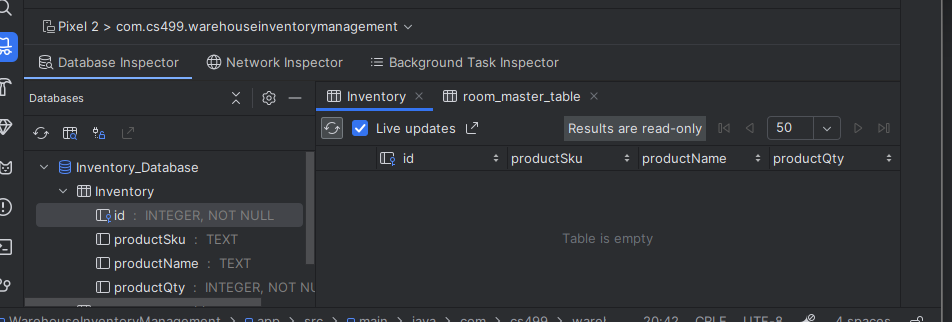 Pixel 2 > com.cs499.warehouseinventorymanagement
Database Inspector
Network Inspector
Background Task Inspector
Databases
Inventory
room_master_table
Live updates
Results are read-only
50
Inventory_Database
Inventory
id : INTEGER, NOT NULL
productSku : TEXT
productName : TEXT
productQty : INTEGER, NOT NU
id
productSku
productName
productQty
Table is empty
WarehouseInventoryManagement > app > src > main > java > com > cs499 > wareh
20:42 CRLF UTF-8 4 spaces